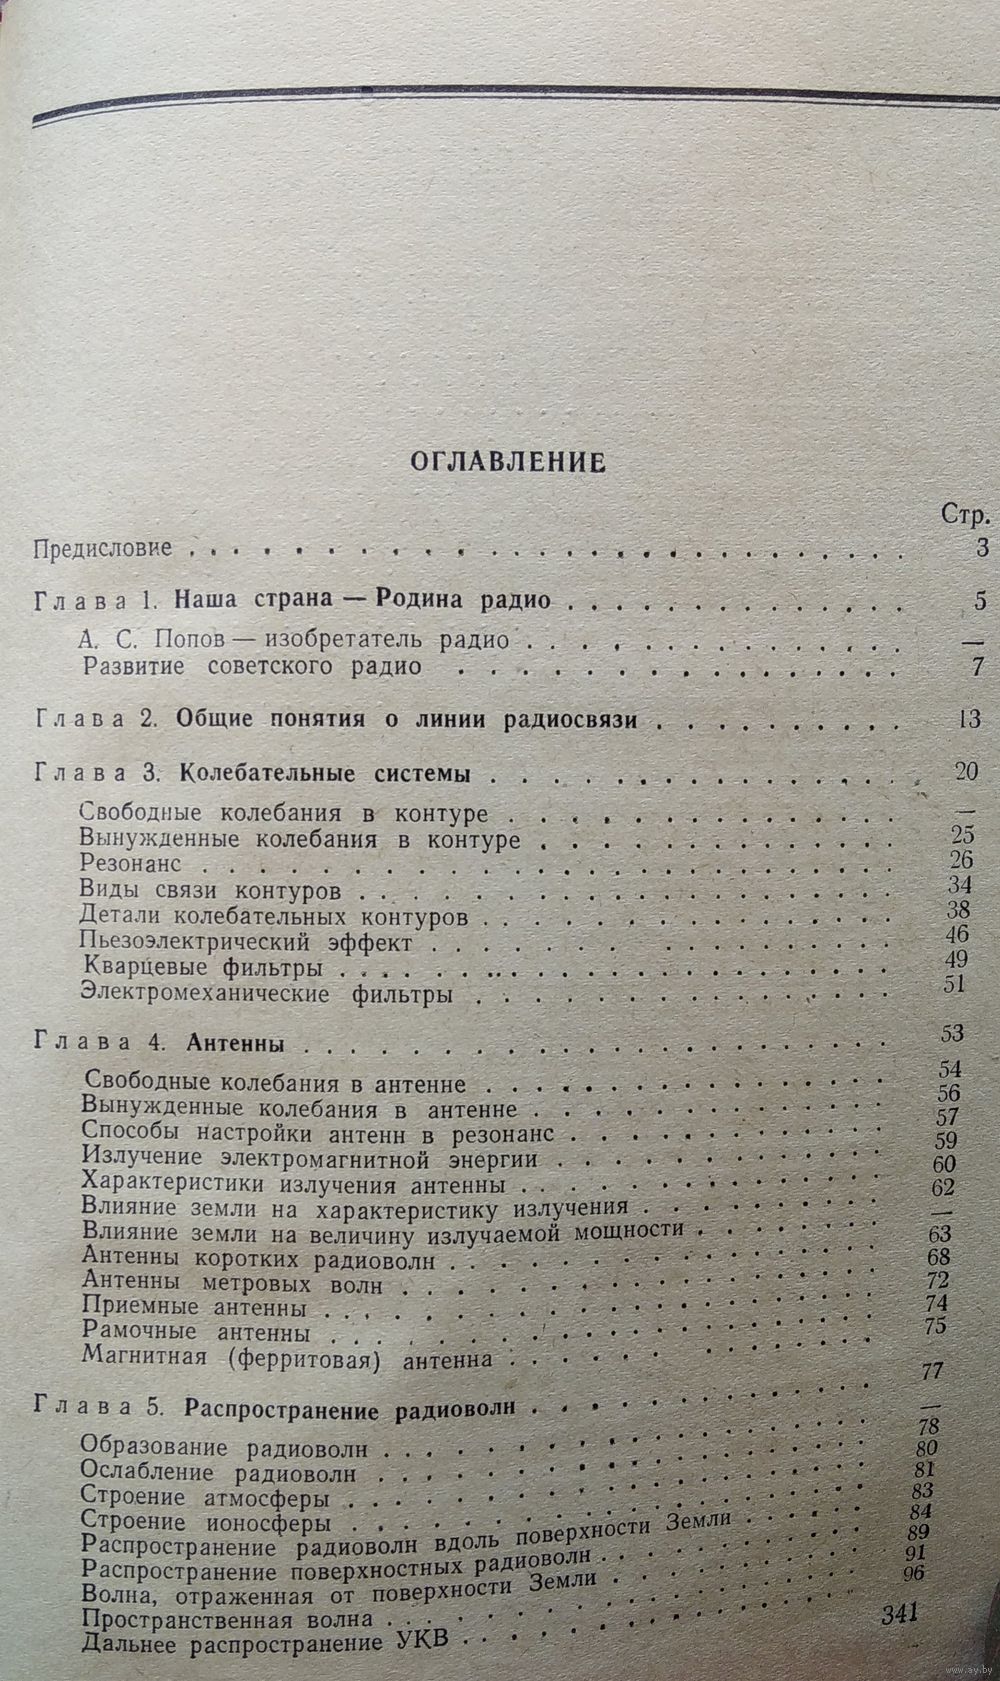 ОГЛАВЛЕНИЕ
Стр.
Предисловие . . . . . . . . . . . . . . . . . . . . . . 3
Глава 1. Наша страна — Родина радио . . . . . . . . . . . 5
А. С. Попов — изобретатель радио . . . . . . . . . . . . . —
Развитие советского радио . . . . . . . . . . . . . . . 7
Глава 2. Общие понятия о линии радиосвязи . . . . . . . . . 13
Глава 3. Колебательные системы . . . . . . . . . . . . . 20
Свободные колебания в контуре . . . . . . . . . . . . . —
Вынужденные колебания в контуре . . . . . . . . . . . . 25
Резонанс . . . . . . . . . . . . . . . . . . . . . . 26
Виды связи контуров . . . . . . . . . . . . . . . . . 34
Детали колебательных контуров . . . . . . . . . . . . . 38
Пьезоэлектрический эффект . . . . . . . . . . . . . . 46
Кварцевые фильтры . . . . . . . . . . . . . . . . . . 49
Электромеханические фильтры . . . . . . . . . . . . . . 51
Глава 4. Антенны . . . . . . . . . . . . . . . . . . . 53
Свободные колебания в антенне . . . . . . . . . . . . . 54
Вынужденные колебания в антенне . . . . . . . . . . . . 56
Способы настройки антенн в резонанс . . . . . . . . . . 57
Излучение электромагнитной энергии . . . . . . . . . . . 59
Характеристики излучения антенны . . . . . . . . . . . . 60
Влияние земли на характеристику излучения . . . . . . . . 62
Влияние земли на величину излучаемой мощности . . . . . . —
Антенны коротких радиоволн . . . . . . . . . . . . . . 63
Антенны метровых волн . . . . . . . . . . . . . . . . 68
Приемные антенны . . . . . . . . . . . . . . . . . . 72
Рамочные антенны . . . . . . . . . . . . . . . . . . 74
Магнитная (ферритовая) антенна . . . . . . . . . . . . . 75
Глава 5. Распространение радиоволн . . . . . . . . . . . 77
Образование радиоволн . . . . . . . . . . . . . . . . —
Ослабление радиоволн . . . . . . . . . . . . . . . . 78
Строение атмосферы . . . . . . . . . . . . . . . . . 80
Строение ионосферы . . . . . . . . . . . . . . . . . 81
Распространение радиоволн вдоль поверхности Земли . . . . 83
Распространение поверхностных радиоволн . . . . . . . . . 84
Волна, отраженная от поверхности Земли . . . . . . . . . 89
Пространственная волна . . . . . . . . . . . . . . . . 91
Дальнее распространение УКВ . . . . . . . . . . . . . . 96
341
www.ay.by